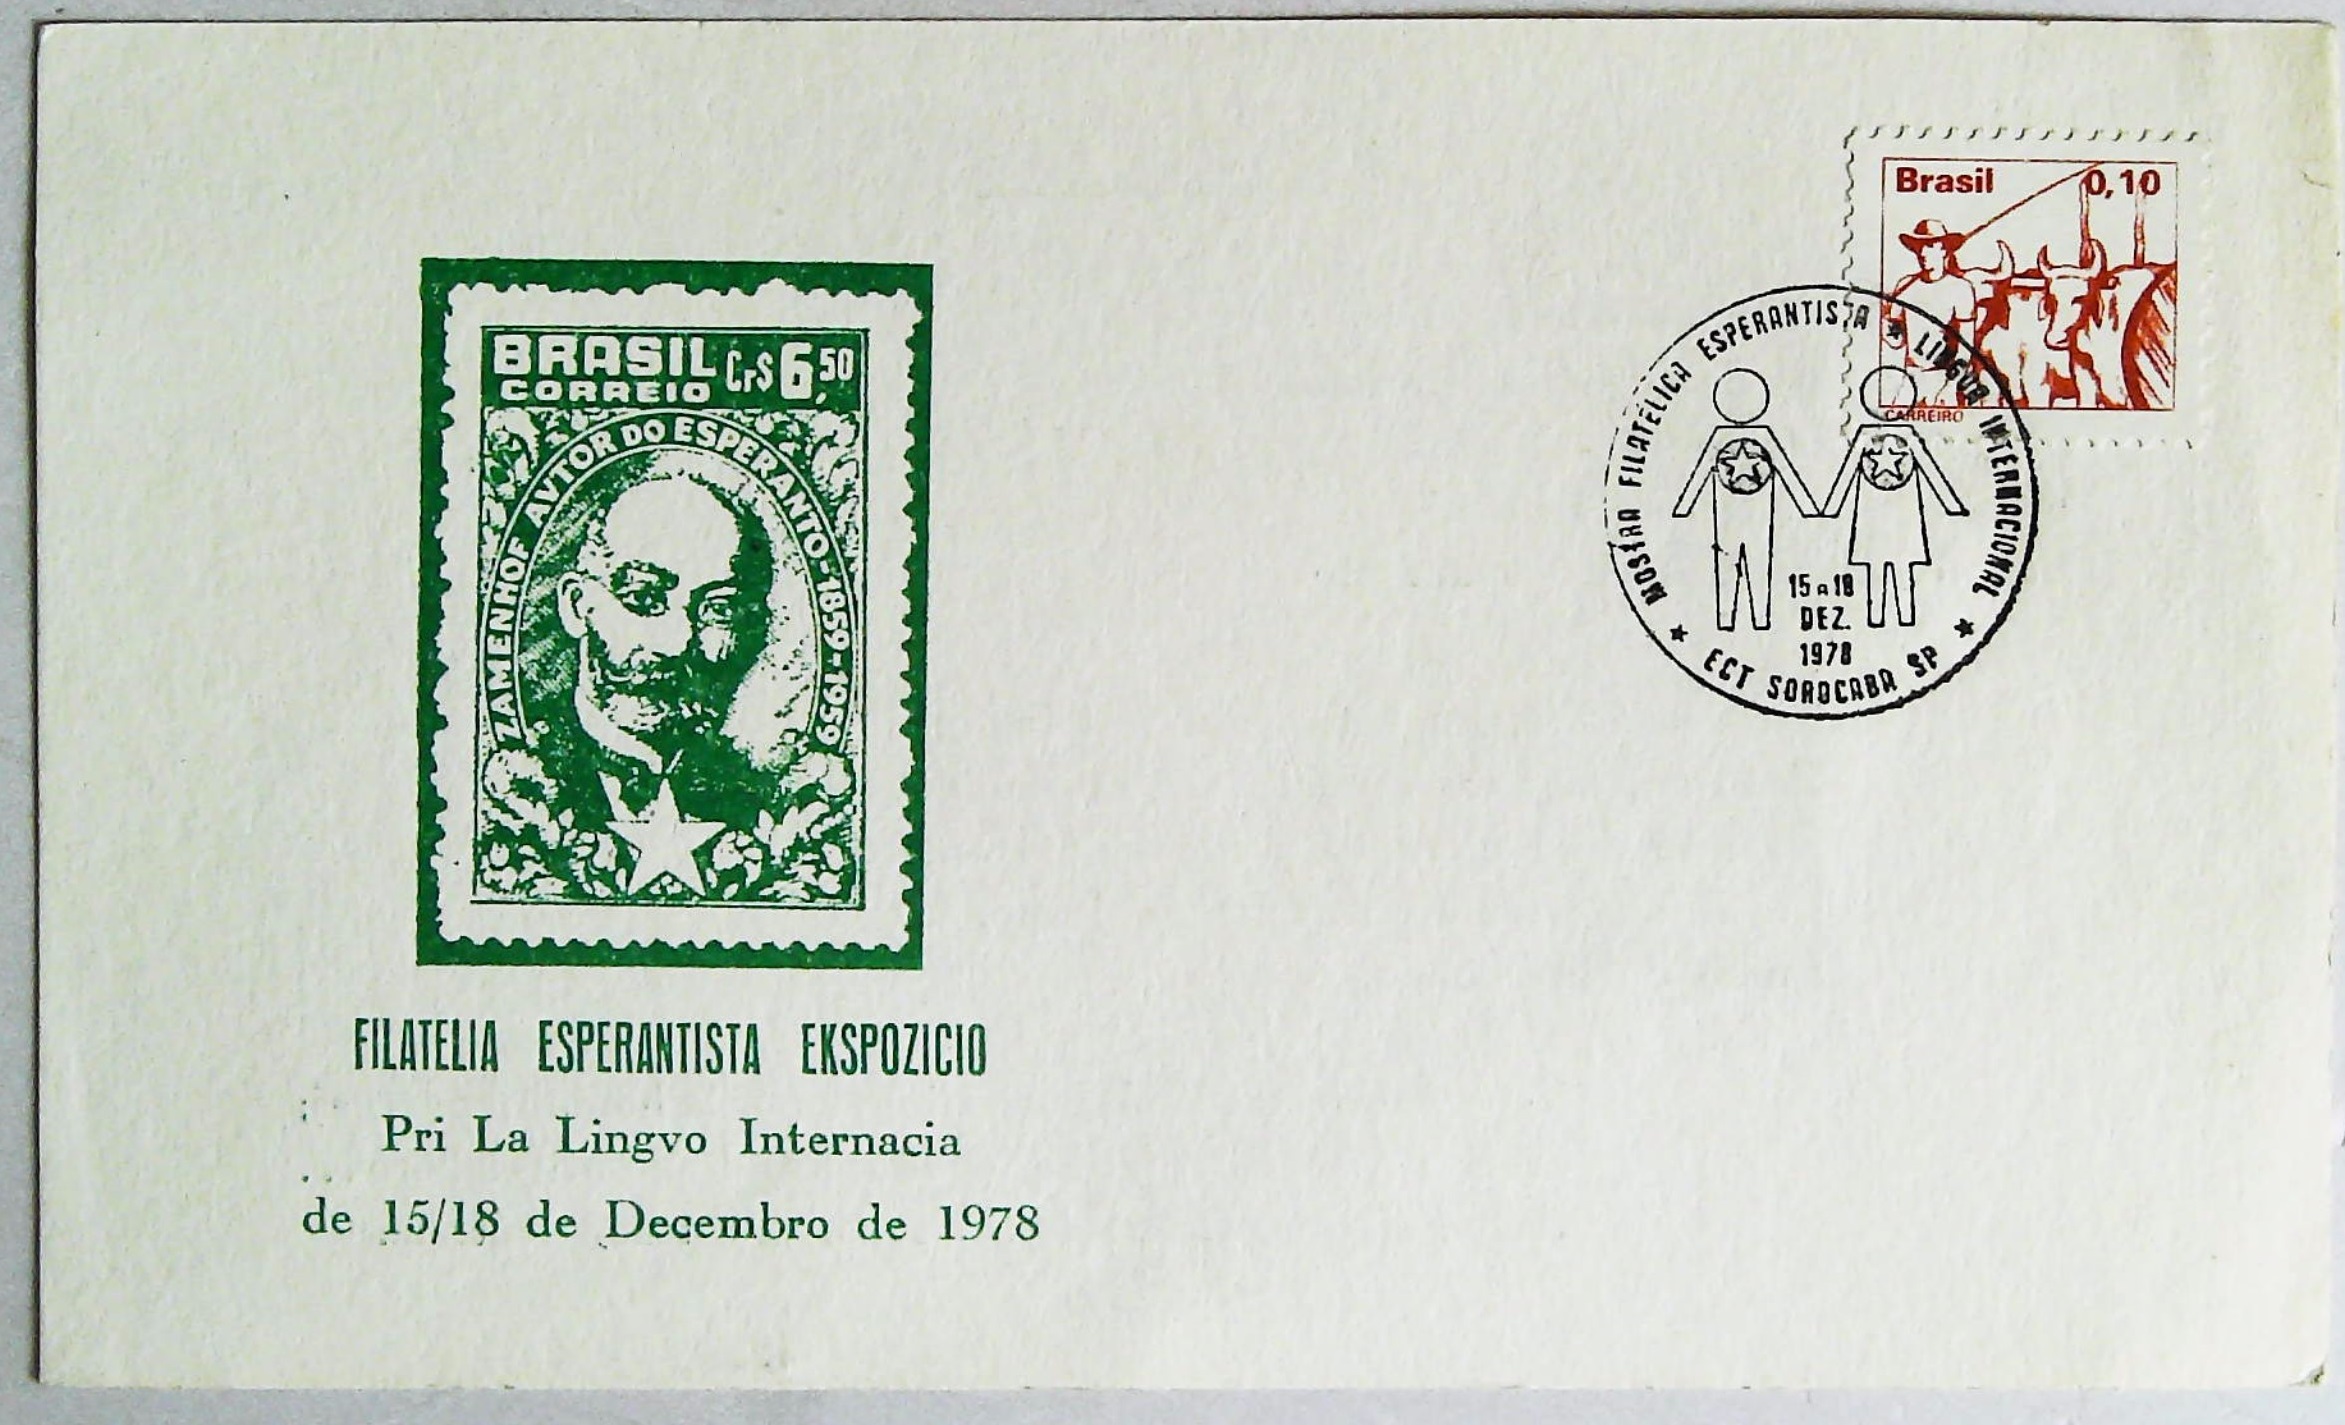 BRASIL Cr$ 6,50
CORREIO
ZAMENHOF AVTOR DO ESPERANTO-1859-1959
FILATELIA ESPERANTISTA EKSPOZICIO
Pri La Lingvo Internacia
de 15/18 de Decembro de 1978
Brasil 0,10
CARREIRO
MOSTRA FILATÉLICA ESPERANTISTA ★ LINGUA INTERNACIONAL ★
15 A 18
DEZ.
1978
★ ECT SOROCABA SP